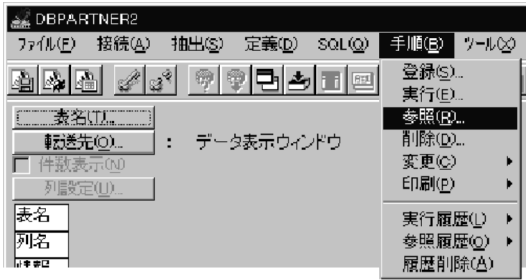 DBPARTNER2
ファイル(F) 接続(A) 抽出(S) 定義(D) SQL(Q) 手順(B) ツール(X)
登録(S)...
実行(E)...
参照(R)...
削除(D)...
変更(C)
印刷(P)
実行履歴(L)
参照履歴(O)
履歴削除(A)
表名(T)...
転送先(O)... : データ表示ウィンドウ
件数表示(N)
列設定(U)...
表名
列名